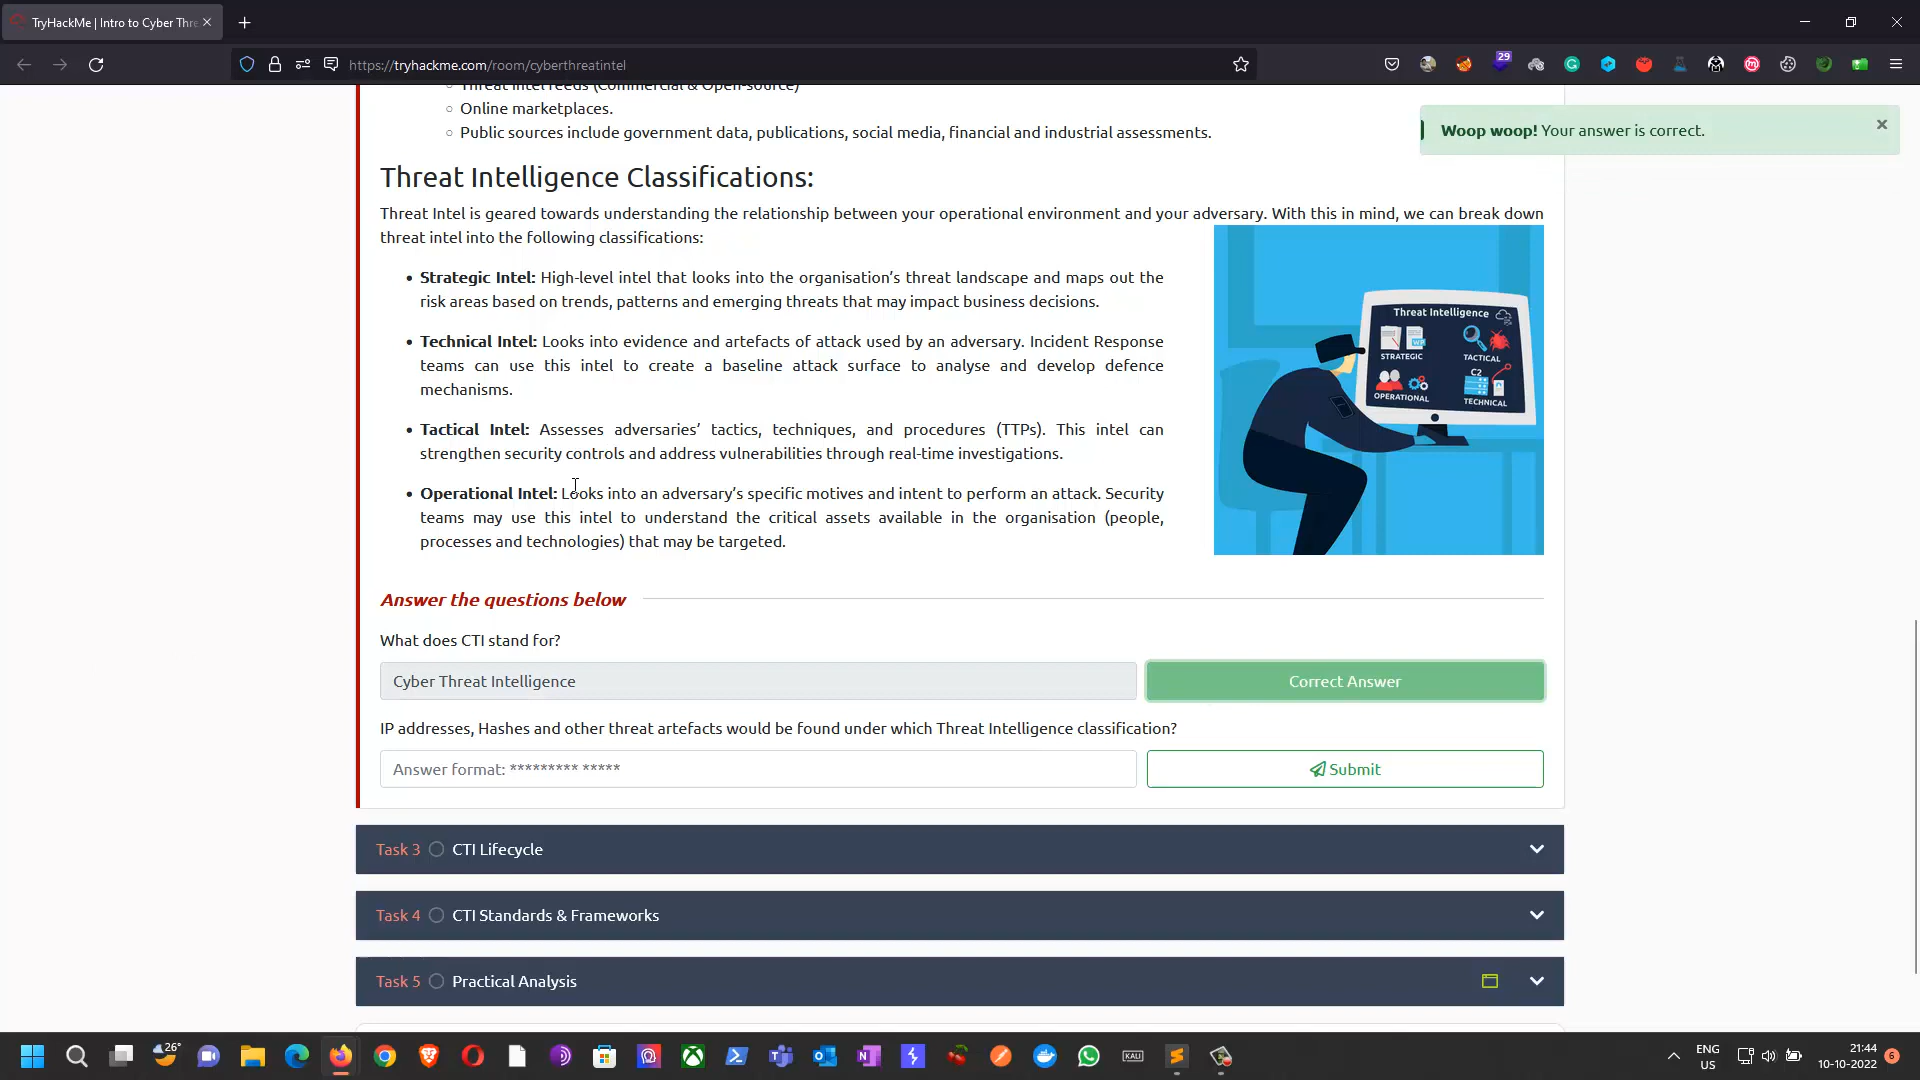 TryHackMe | Intro to Cyber Thre
https://tryhackme.com/room/cyberthreatintel
29
Threat Intel feeds (Commercial & Open-source)
Online marketplaces.
Public sources include government data, publications, social media, financial and industrial assessments.
Woop woop! Your answer is correct.
Threat Intelligence Classifications:
Threat Intel is geared towards understanding the relationship between your operational environment and your adversary. With this in mind, we can break down
threat intel into the following classifications:
Strategic Intel: High-level intel that looks into the organisation’s threat landscape and maps out the
risk areas based on trends, patterns and emerging threats that may impact business decisions.
Technical Intel: Looks into evidence and artefacts of attack used by an adversary. Incident Response
teams can use this intel to create a baseline attack surface to analyse and develop defence
mechanisms.
Tactical Intel: Assesses adversaries’ tactics, techniques, and procedures (TTPs). This intel can
strengthen security controls and address vulnerabilities through real-time investigations.
Operational Intel: Looks into an adversary’s specific motives and intent to perform an attack. Security
teams may use this intel to understand the critical assets available in the organisation (people,
processes and technologies) that may be targeted.
Threat Intelligence
STRATEGIC
TACTICAL
C2
OPERATIONAL
TECHNICAL
Answer the questions below
What does CTI stand for?
Cyber Threat Intelligence
Correct Answer
IP addresses, Hashes and other threat artefacts would be found under which Threat Intelligence classification?
Answer format: ********* *****
Submit
Task 3 CTI Lifecycle
Task 4 CTI Standards & Frameworks
Task 5 Practical Analysis
26°
KALI
ENG
US
21:44
10-10-2022
6